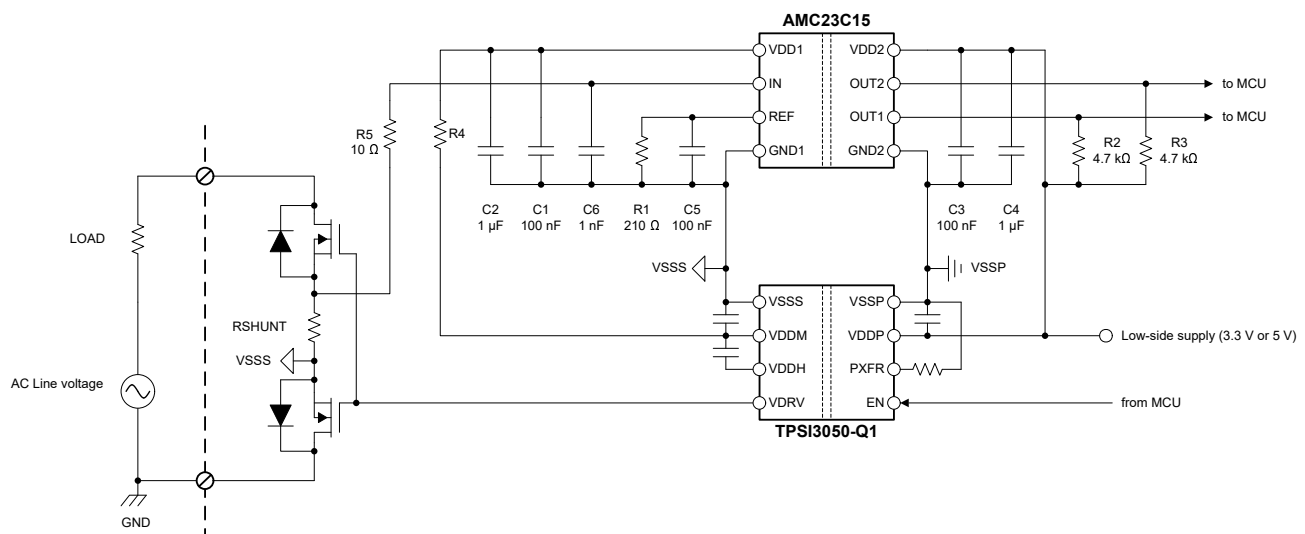 AMC23C15
VDD1
VDD2
IN
OUT2
to MCU
REF
OUT1
to MCU
GND1
GND2
R5
10 Ω
R4
R2
4.7 kΩ
R3
4.7 kΩ
C2
1 µF
C1
100 nF
C6
1 nF
R1
210 Ω
C5
100 nF
C3
100 nF
C4
1 µF
LOAD
VSSS
VSSP
VSSS
VSSP
RSHUNT
VDDM
VDDP
Low-side supply (3.3 V or 5 V)
VSSS
VDDH
PXFR
AC Line voltage
VDRV
EN
from MCU
TPSI3050-Q1
GND